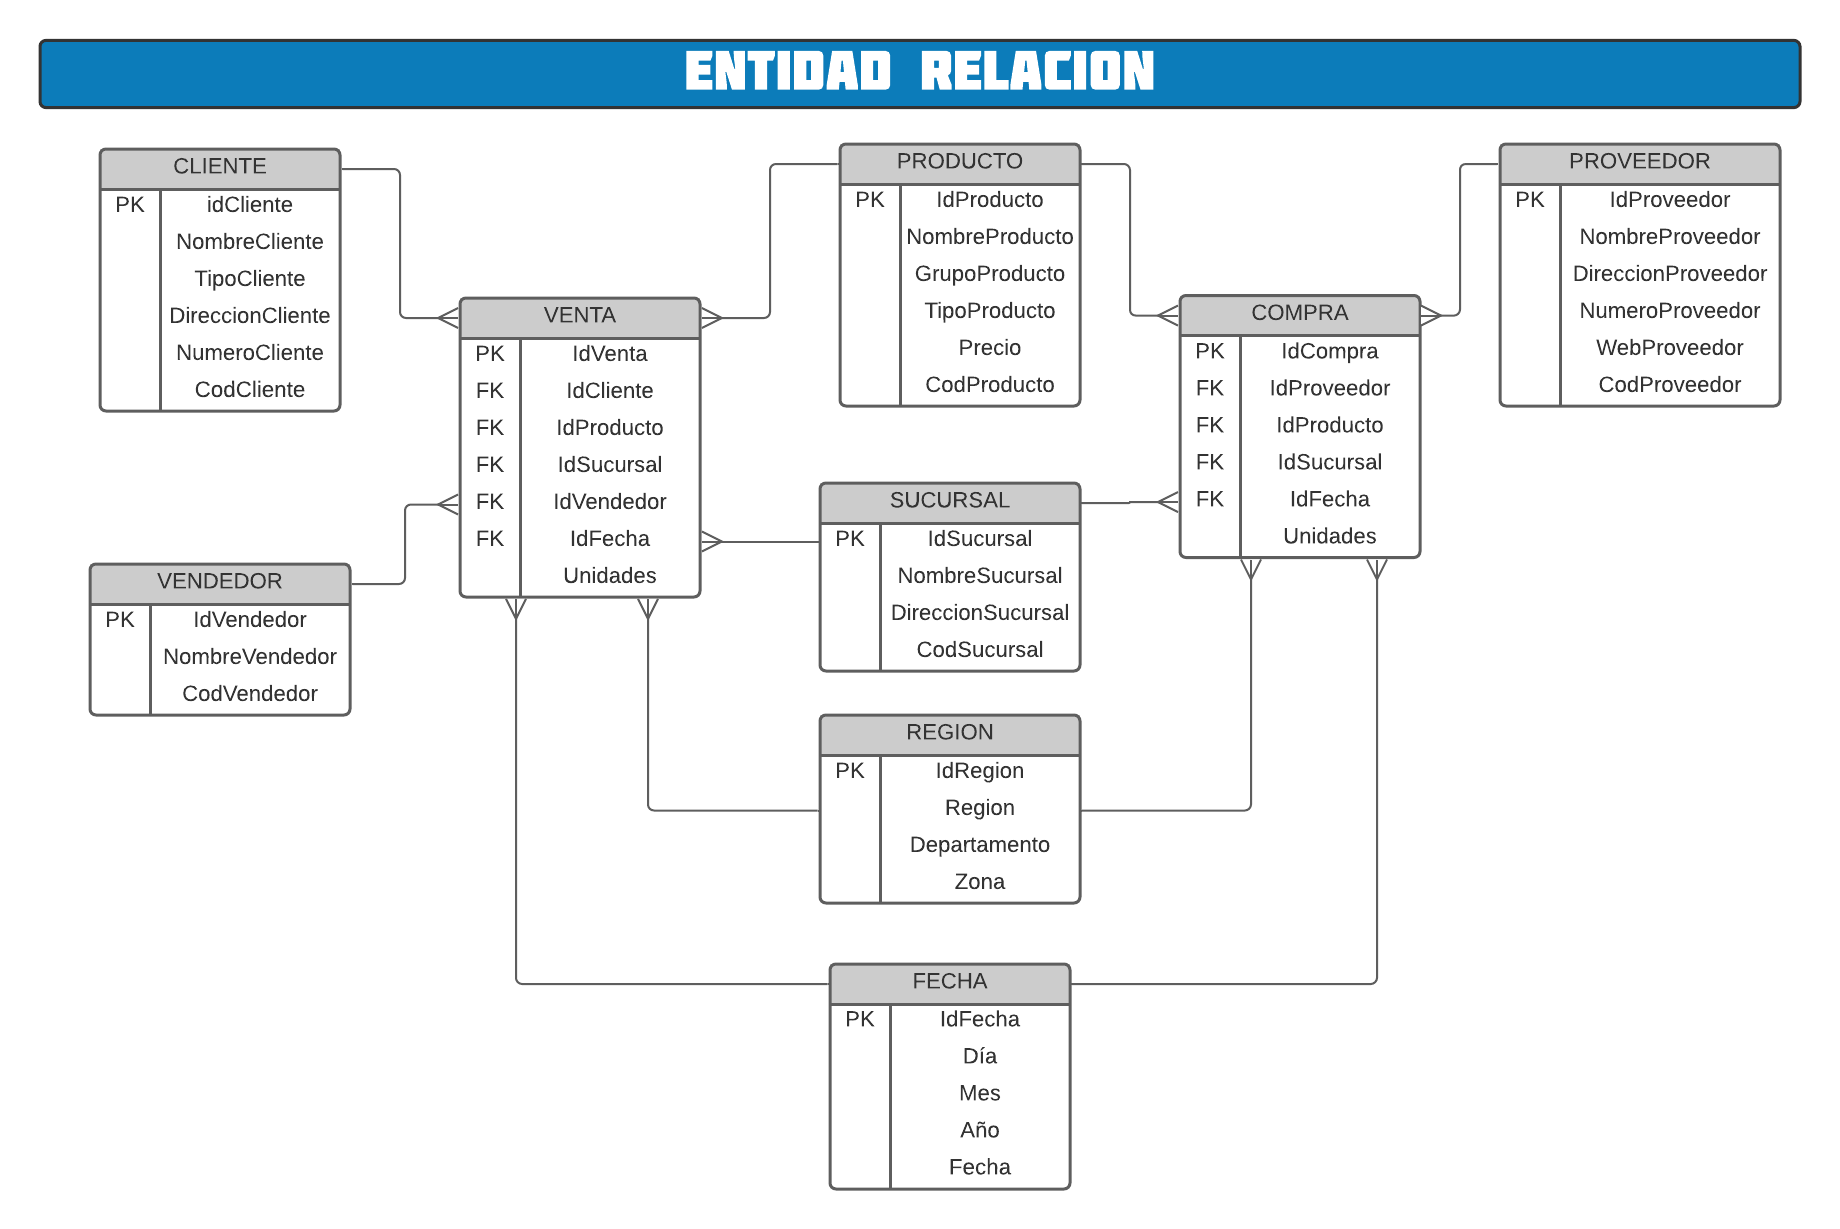 ENTIDAD RELACION
CLIENTE
PK idCliente
NombreCliente
TipoCliente
DireccionCliente
NumeroCliente
CodCliente
VENDEDOR
PK IdVendedor
NombreVendedor
CodVendedor
VENTA
PK IdVenta
FK IdCliente
FK IdProducto
FK IdSucursal
FK IdVendedor
FK IdFecha
Unidades
PRODUCTO
PK IdProducto
NombreProducto
GrupoProducto
TipoProducto
Precio
CodProducto
SUCURSAL
PK IdSucursal
NombreSucursal
DireccionSucursal
CodSucursal
REGION
PK IdRegion
Region
Departamento
Zona
FECHA
PK IdFecha
Día
Mes
Año
Fecha
COMPRA
PK IdCompra
FK IdProveedor
FK IdProducto
FK IdSucursal
FK IdFecha
Unidades
PROVEEDOR
PK IdProveedor
NombreProveedor
DireccionProveedor
NumeroProveedor
WebProveedor
CodProveedor